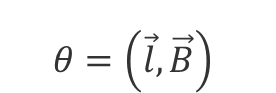 θ = (l⃗, B⃗)